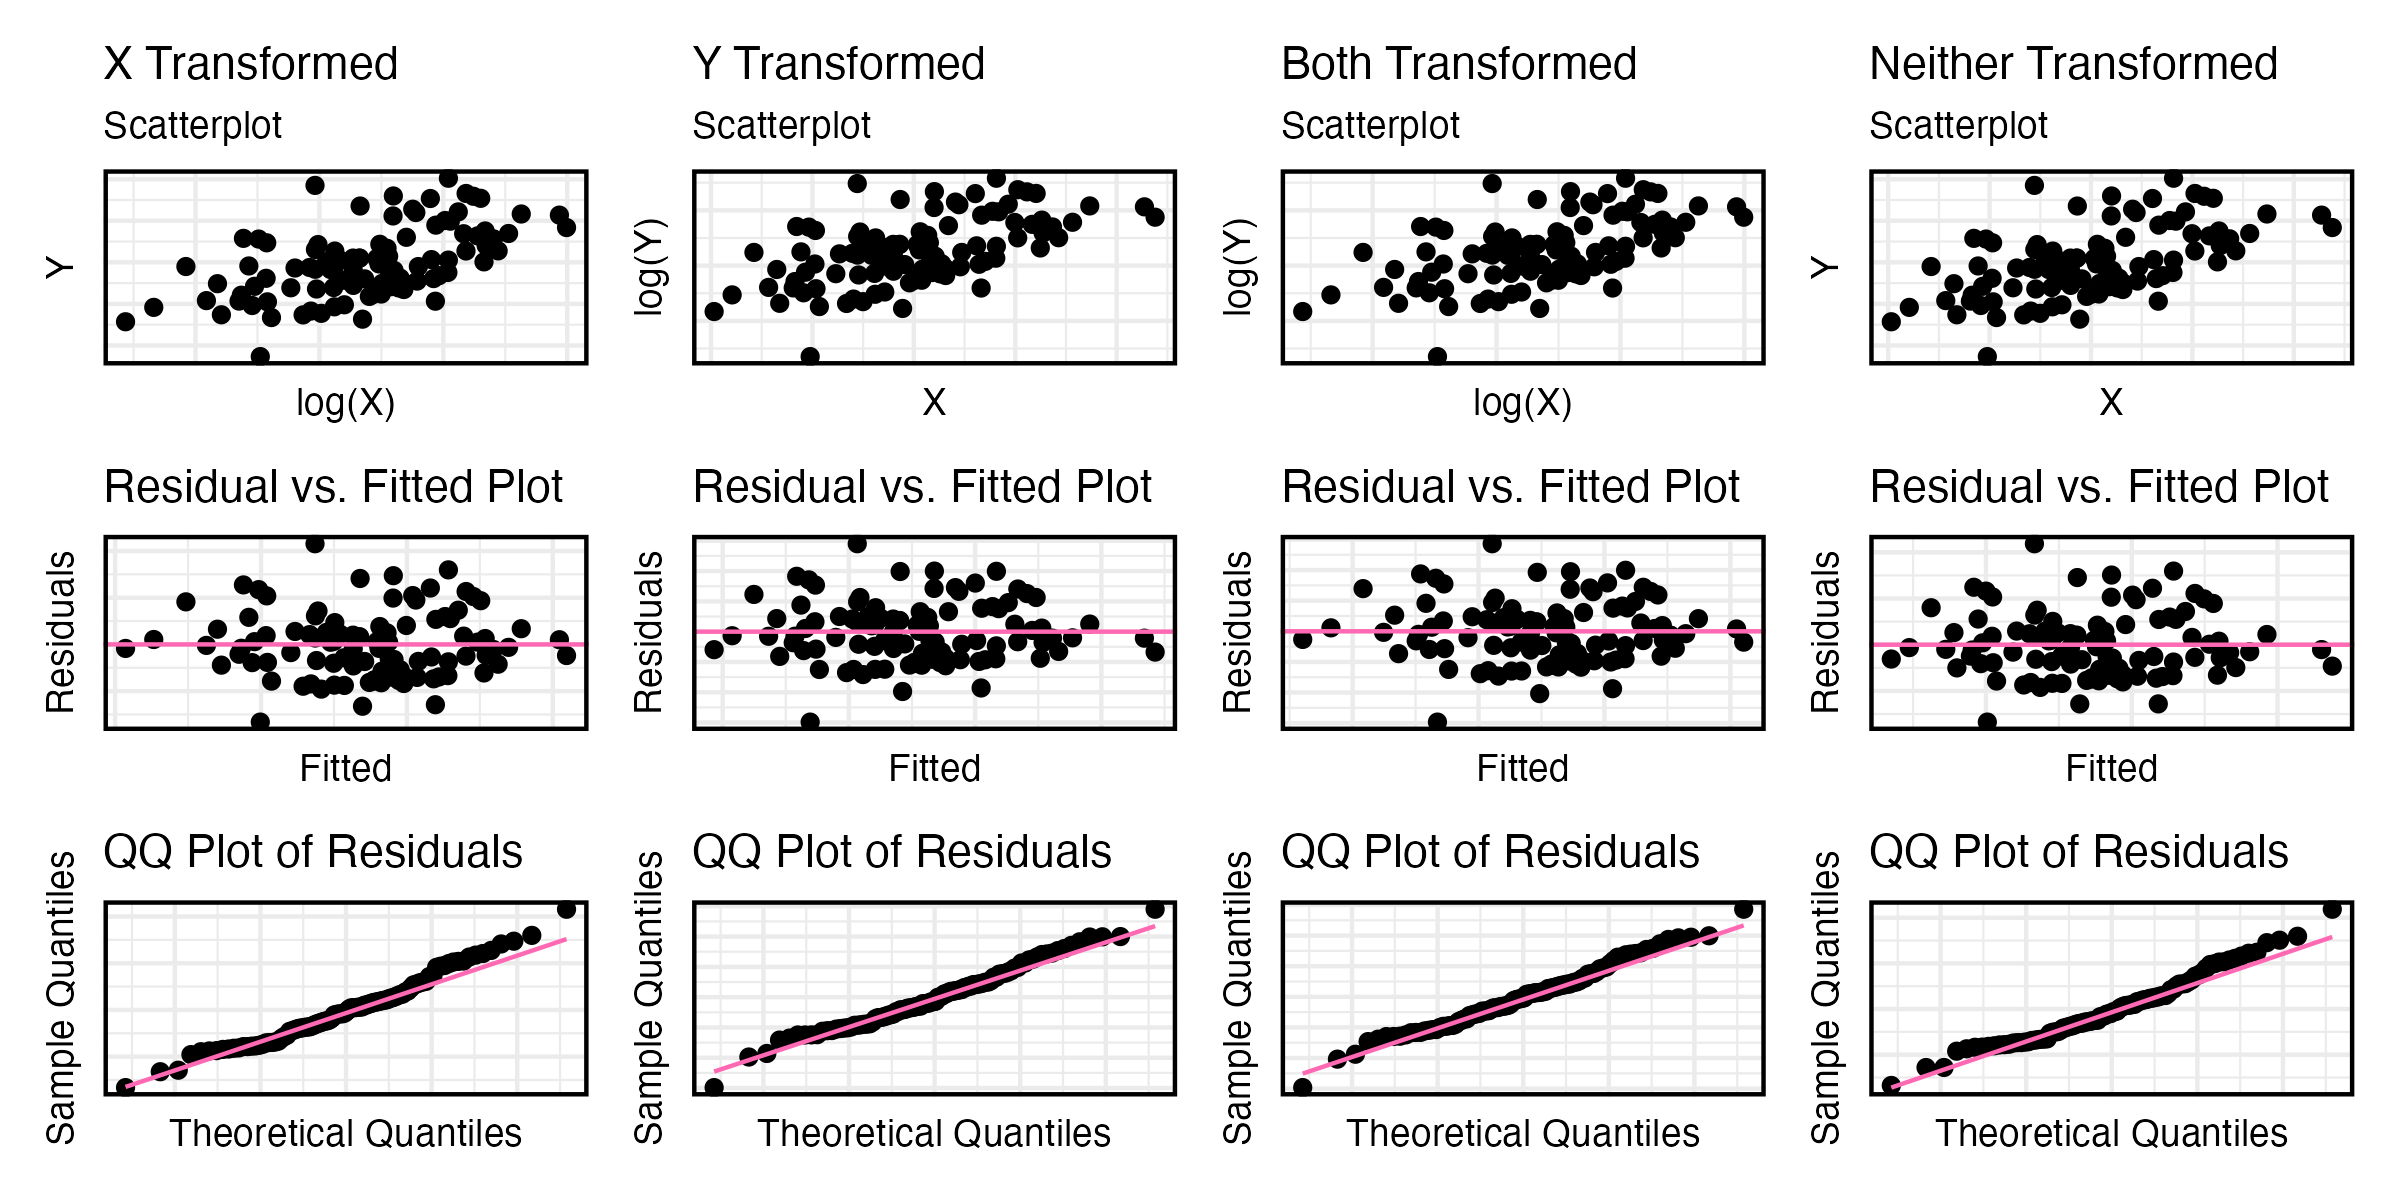 X Transformed
Scatterplot
Y
log(X)
Y Transformed
Scatterplot
log(Y)
X
Both Transformed
Scatterplot
log(Y)
log(X)
Neither Transformed
Scatterplot
Y
X
Residual vs. Fitted Plot
Residuals
Fitted
Residual vs. Fitted Plot
Residuals
Fitted
Residual vs. Fitted Plot
Residuals
Fitted
Residual vs. Fitted Plot
Residuals
Fitted
QQ Plot of Residuals
Sample Quantiles
Theoretical Quantiles
QQ Plot of Residuals
Sample Quantiles
Theoretical Quantiles
QQ Plot of Residuals
Sample Quantiles
Theoretical Quantiles
QQ Plot of Residuals
Sample Quantiles
Theoretical Quantiles